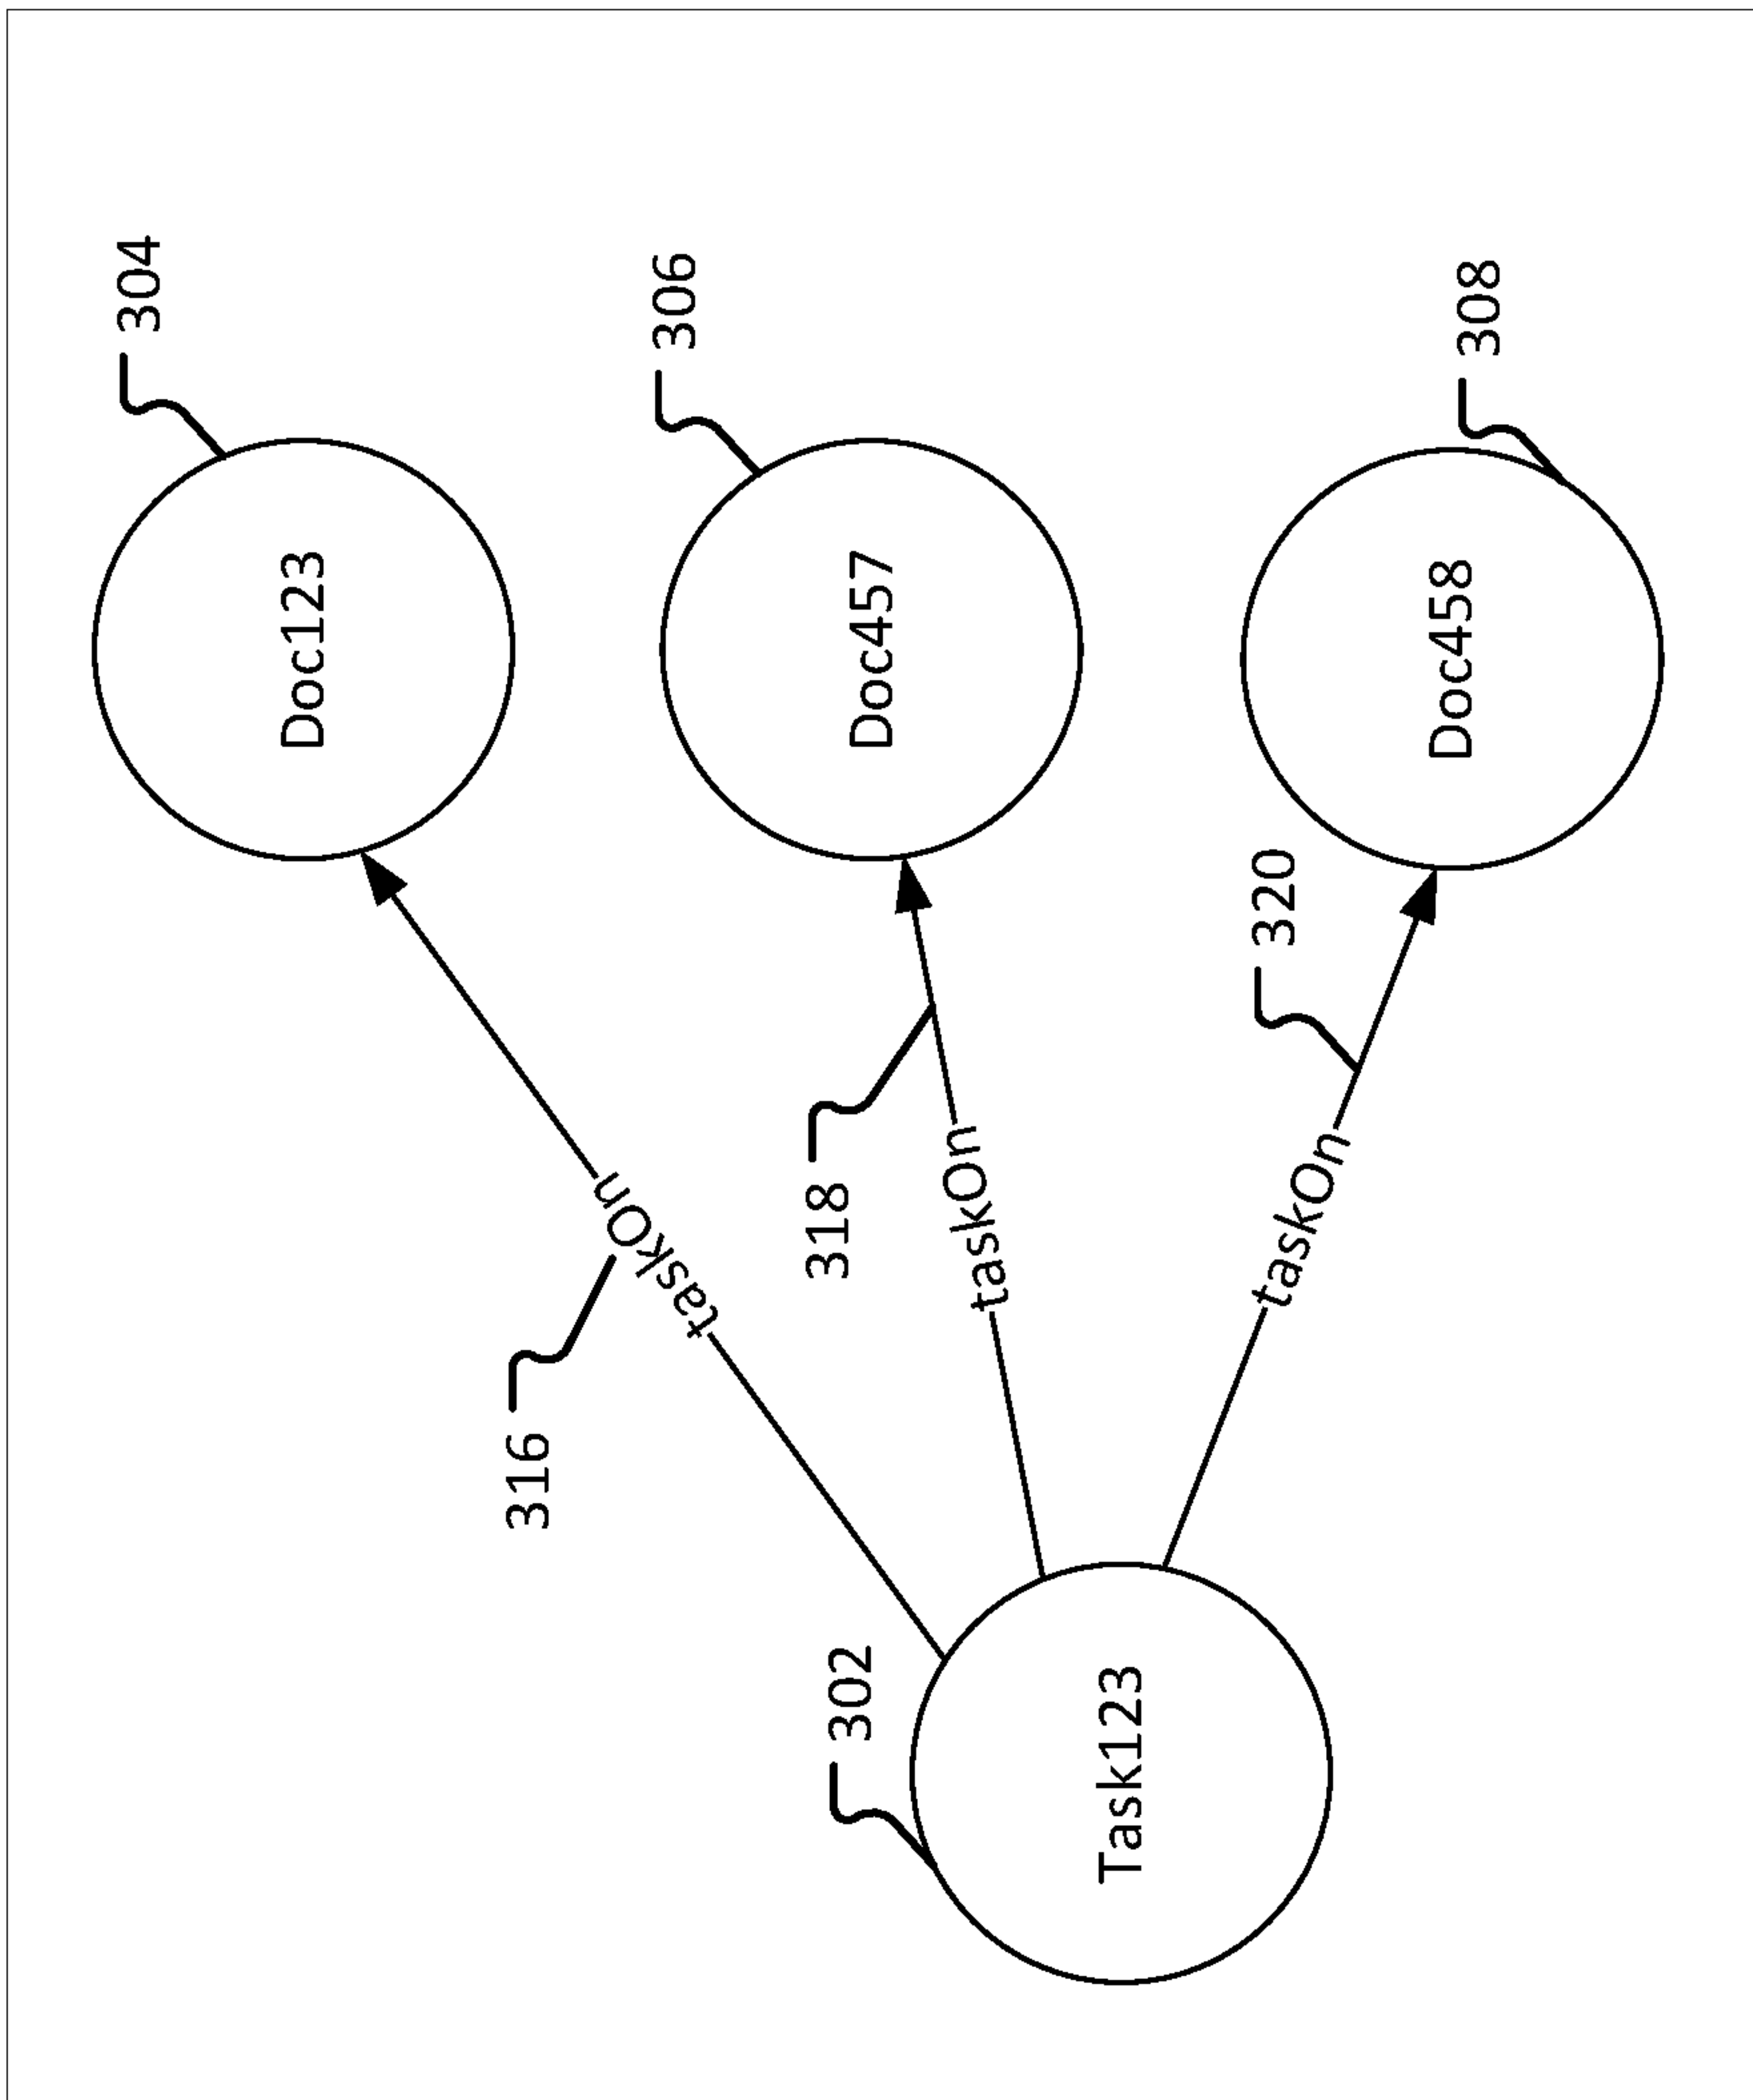 304
Doc123
316
taskOn
306
Doc457
318
taskOn
302
Task123
320
taskOn
308
Doc458